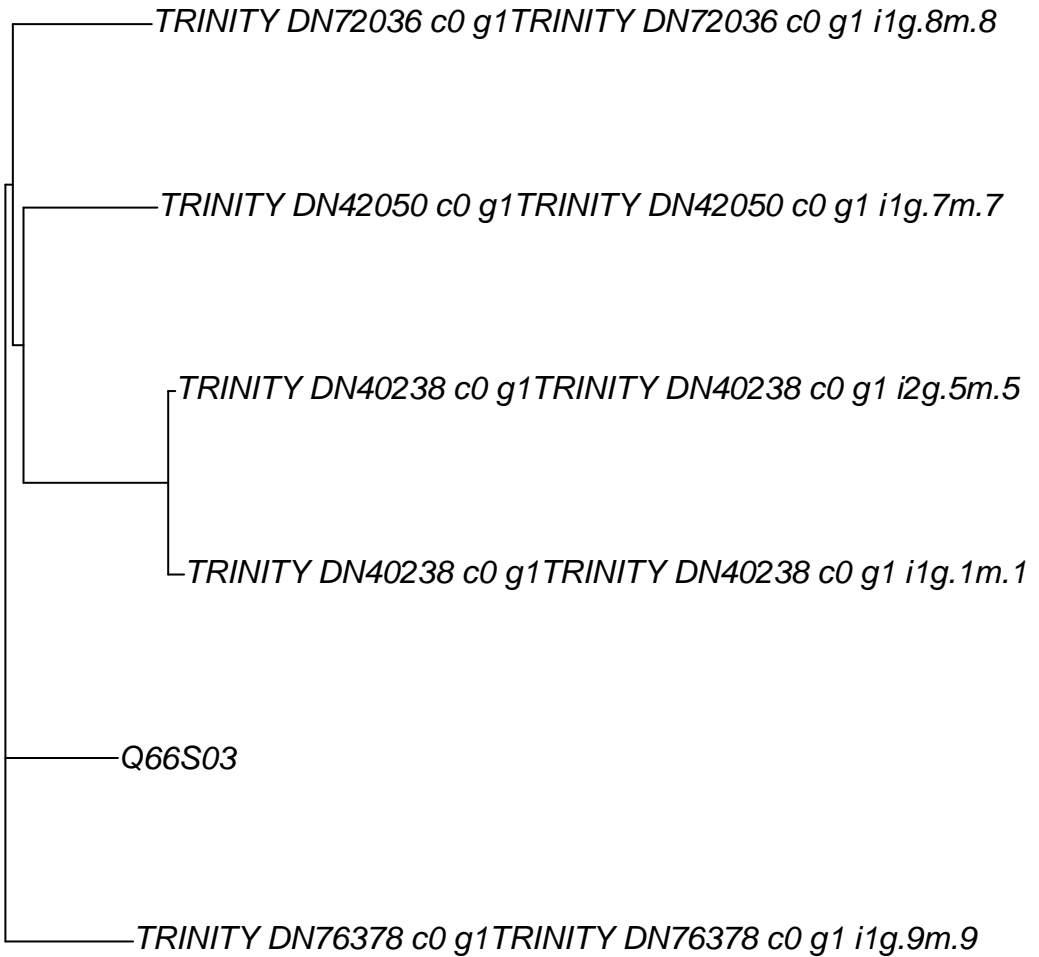 TRINITY DN72036 c0 g1TRINITY DN72036 c0 g1 i1g.8m.8
TRINITY DN42050 c0 g1TRINITY DN42050 c0 g1 i1g.7m.7
TRINITY DN40238 c0 g1TRINITY DN40238 c0 g1 i2g.5m.5
TRINITY DN40238 c0 g1TRINITY DN40238 c0 g1 i1g.1m.1
Q66S03
TRINITY DN76378 c0 g1TRINITY DN76378 c0 g1 i1g.9m.9